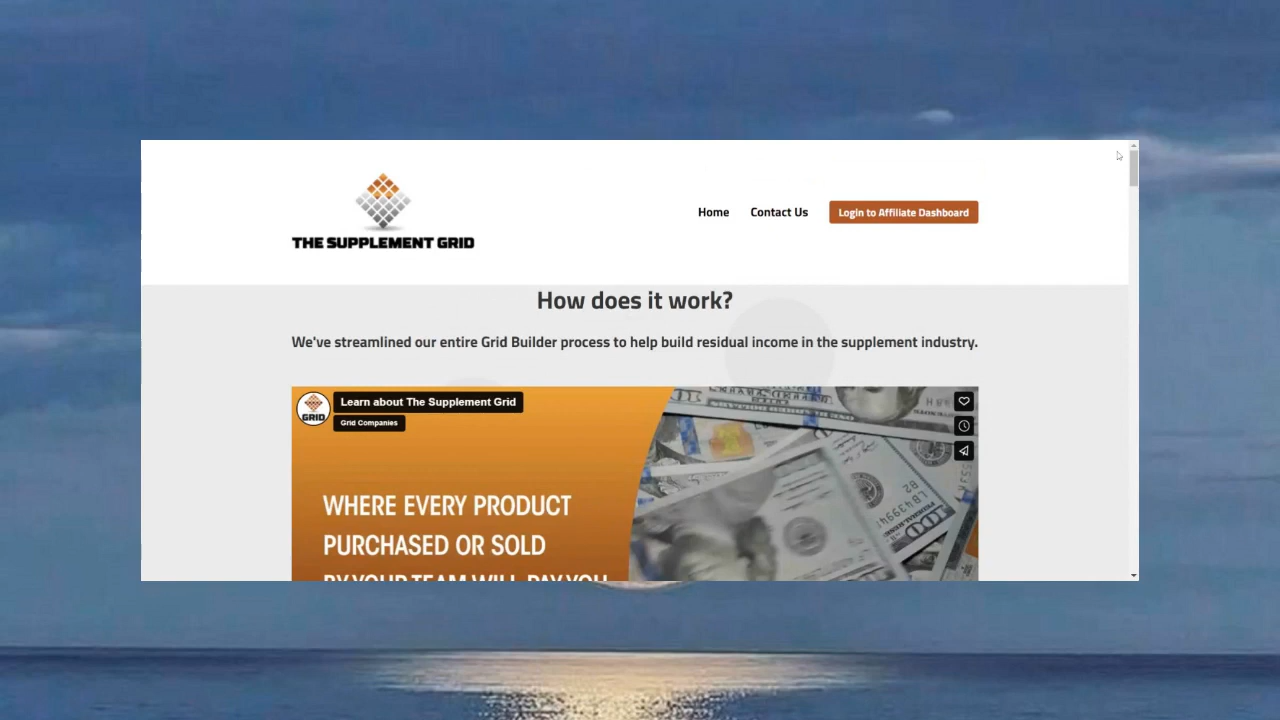 Home
Contact Us
Login to Affiliate Dashboard
THE SUPPLEMENT GRID
How does it work?
We've streamlined our entire Grid Builder process to help build residual income in the supplement industry.
Learn about The Supplement Grid
GRID
Grid Companies
WHERE EVERY PRODUCT
PURCHASED OR SOLD
BY YOUR TEAM WILL PAY YOU